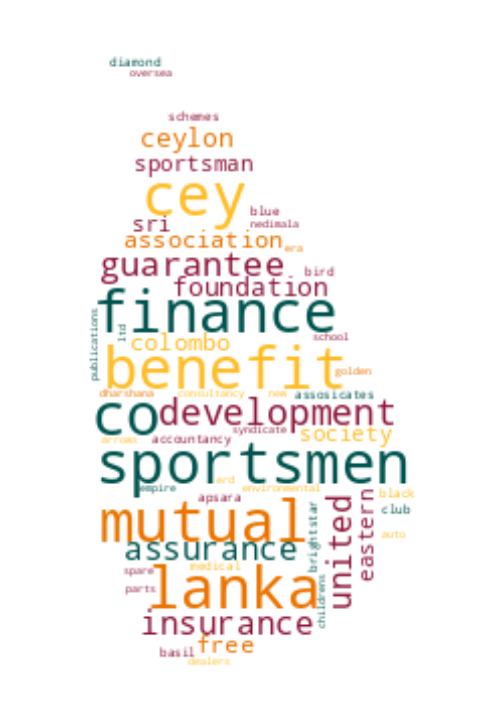 diamond
oversea
schemes
ceylon
sportsman
cey
blue
sri
nedimala
association
era
guarantee
bird
foundation
finance
publications
ltd
school
colombo
benefit
golden
dharshana
consultancy
new
assosicates
co
development
syndicate
society
arrows
accountancy
sportsmen
erd
empire
environmental
apsara
black
mutual
brightstar
united
eastern
club
assurance
auto
medical
spare
lanka
childrens
parts
insurance
free
basil
dealers